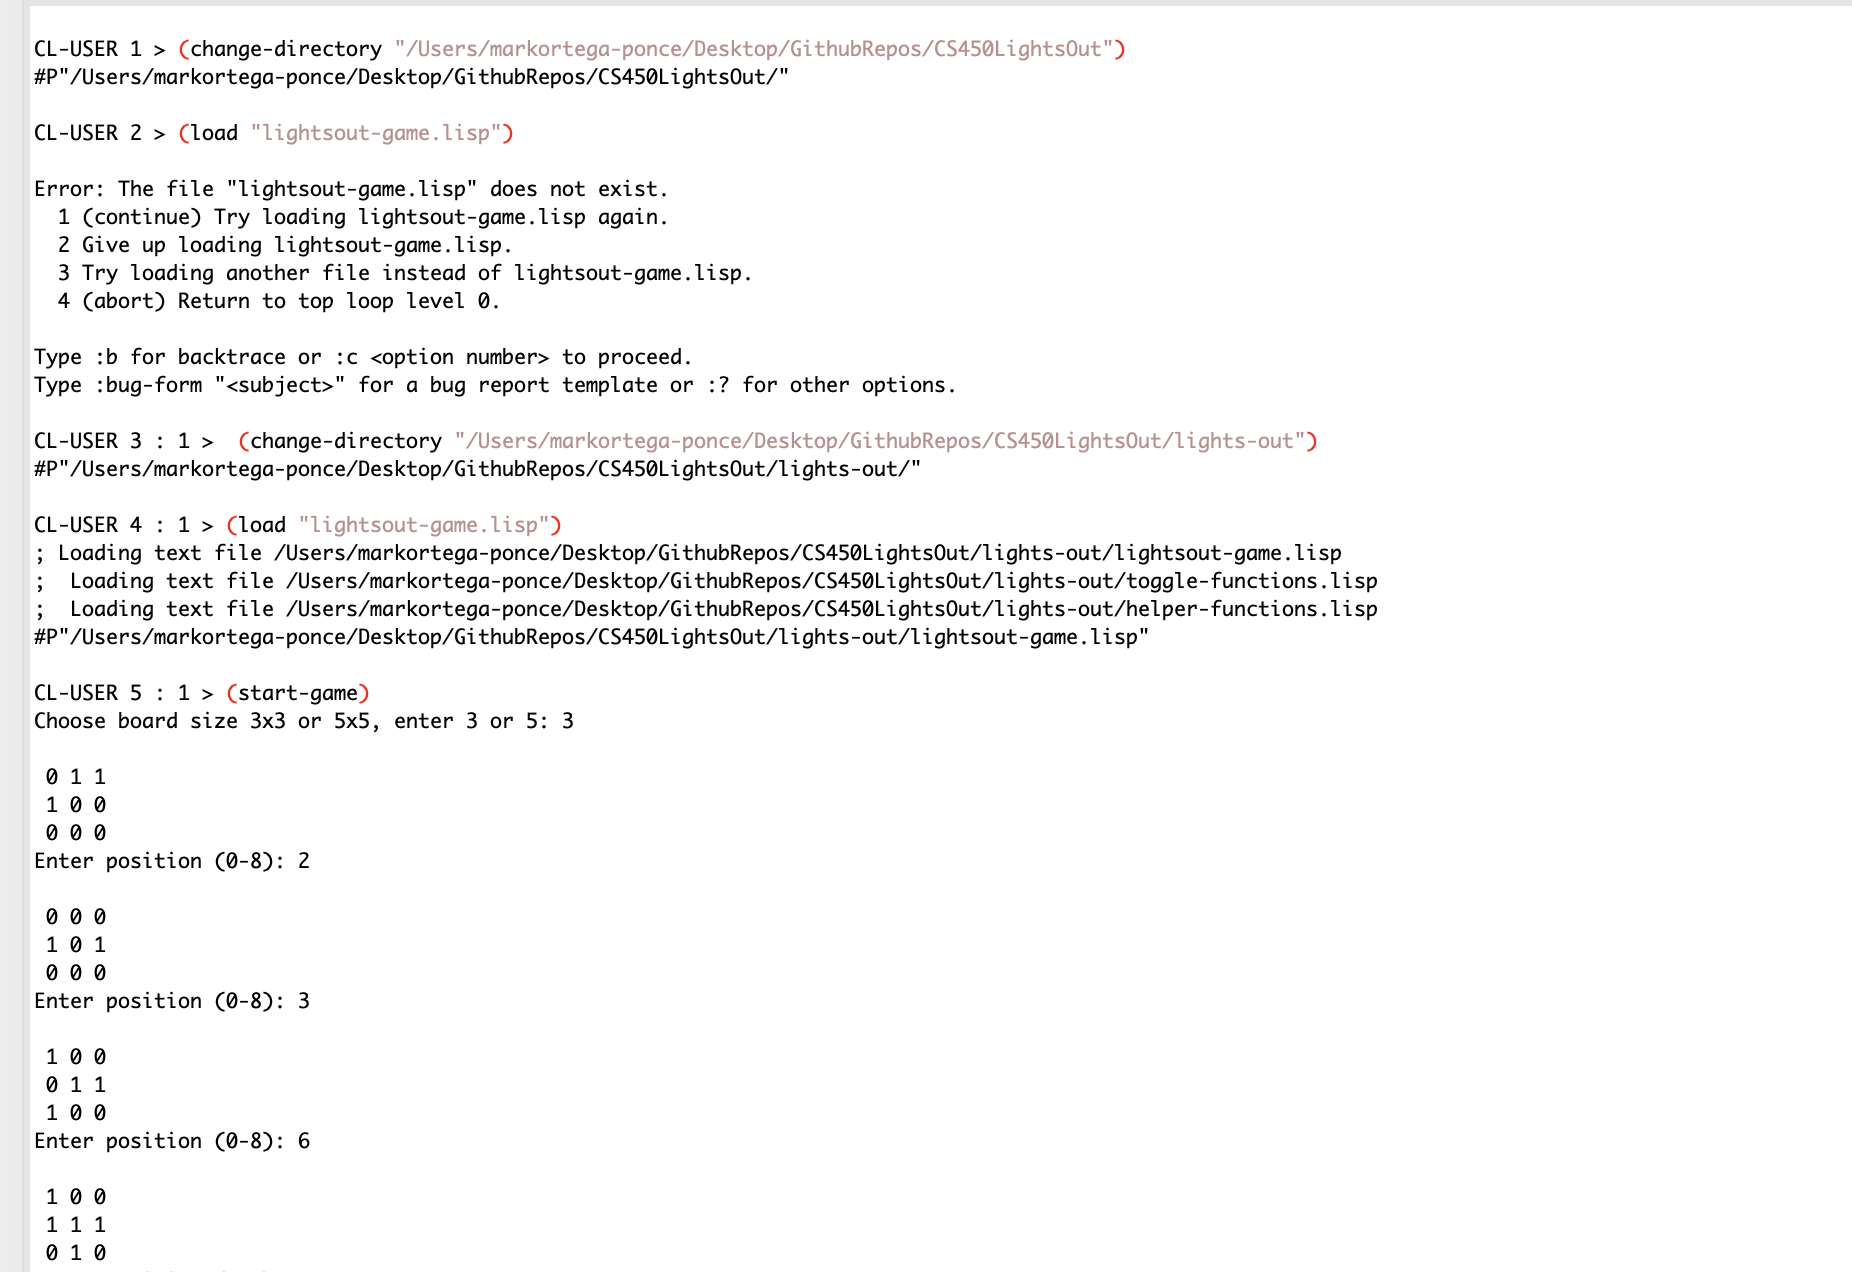 CL-USER 1 > (change-directory "/Users/markortega-ponce/Desktop/GithubRepos/CS450LightsOut")
#P"/Users/markortega-ponce/Desktop/GithubRepos/CS450LightsOut/"
CL-USER 2 > (load "lightsout-game.lisp")
Error: The file "lightsout-game.lisp" does not exist.
1 (continue) Try loading lightsout-game.lisp again.
2 Give up loading lightsout-game.lisp.
3 Try loading another file instead of lightsout-game.lisp.
4 (abort) Return to top loop level 0.
Type :b for backtrace or :c <option number> to proceed.
Type :bug-form "<subject>" for a bug report template or :? for other options.
CL-USER 3 : 1 >  (change-directory "/Users/markortega-ponce/Desktop/GithubRepos/CS450LightsOut/lights-out")
#P"/Users/markortega-ponce/Desktop/GithubRepos/CS450LightsOut/lights-out/"
CL-USER 4 : 1 > (load "lightsout-game.lisp")
; Loading text file /Users/markortega-ponce/Desktop/GithubRepos/CS450LightsOut/lights-out/lightsout-game.lisp
;  Loading text file /Users/markortega-ponce/Desktop/GithubRepos/CS450LightsOut/lights-out/toggle-functions.lisp
;  Loading text file /Users/markortega-ponce/Desktop/GithubRepos/CS450LightsOut/lights-out/helper-functions.lisp
#P"/Users/markortega-ponce/Desktop/GithubRepos/CS450LightsOut/lights-out/lightsout-game.lisp"
CL-USER 5 : 1 > (start-game)
Choose board size 3x3 or 5x5, enter 3 or 5: 3
0 1 1
1 0 0
0 0 0
Enter position (0-8): 2
0 0 0
1 0 1
0 0 0
Enter position (0-8): 3
1 0 0
0 1 1
1 0 0
Enter position (0-8): 6
1 0 0
1 1 1
0 1 0